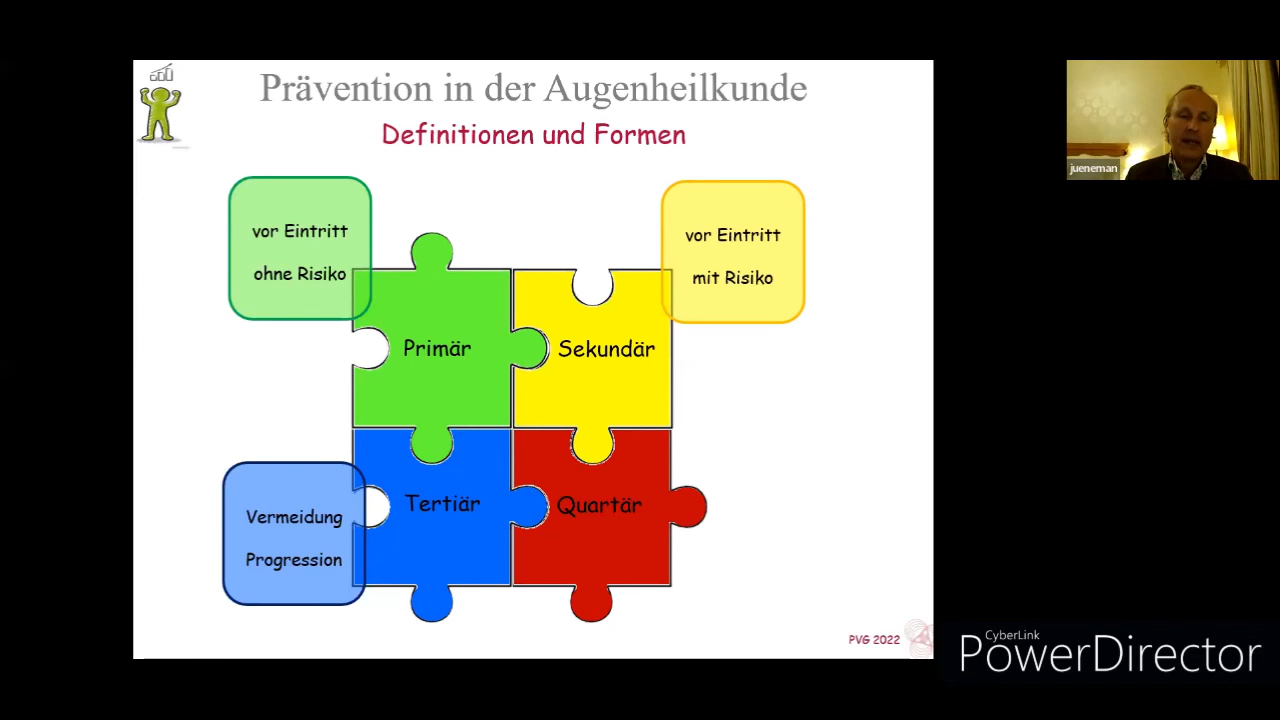 Prävention in der Augenheilkunde
Definitionen und Formen
vor Eintritt
ohne Risiko
vor Eintritt
mit Risiko
Primär
Sekundär
Tertiär
Quartär
Vermeidung
Progression
PVG 2022
jueneman
CyberLink
PowerDirector